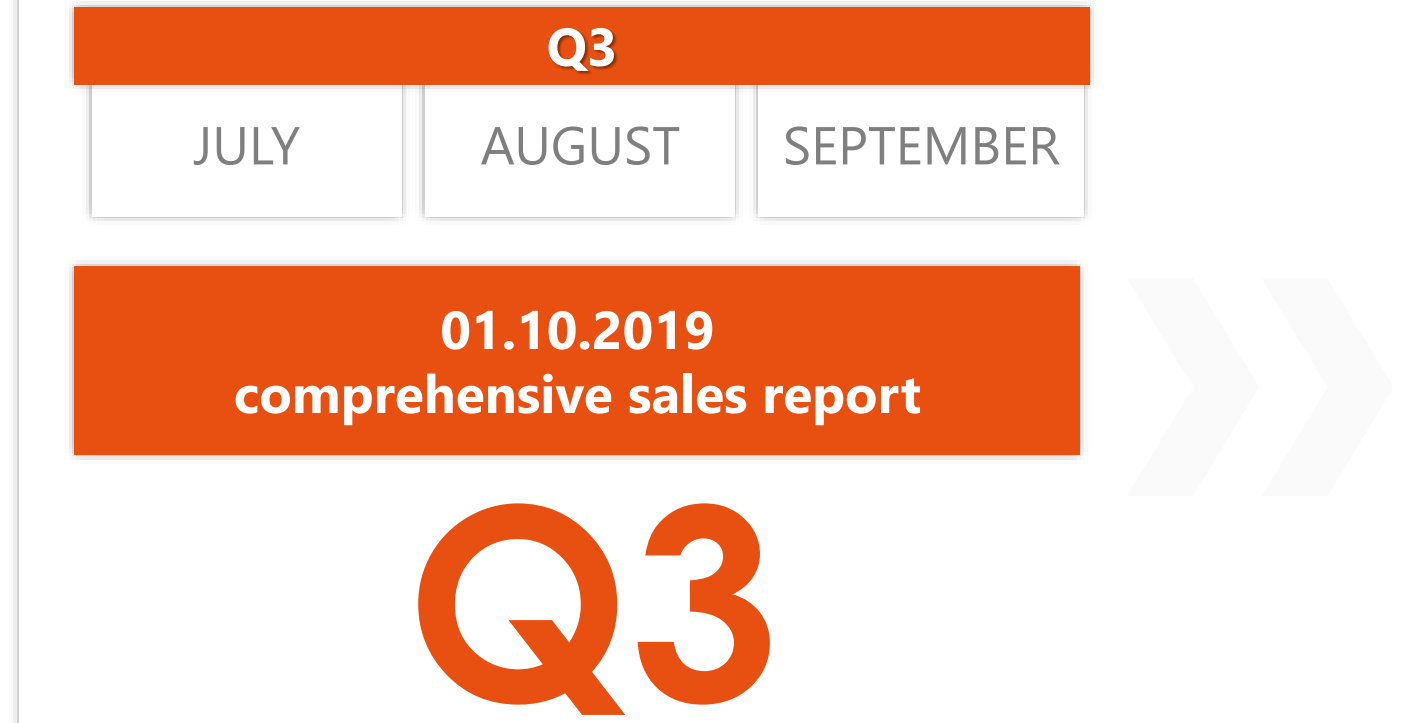 Q3
JULY AUGUST SEPTEMBER
01.10.2019
comprehensive sales report
Q3